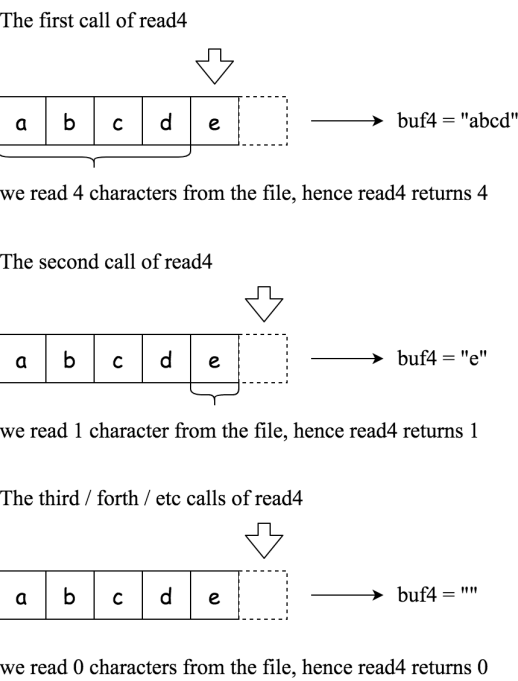 The first call of read4
a b c d e buf4 = "abcd"
we read 4 characters from the file, hence read4 returns 4
The second call of read4
a b c d e buf4 = "e"
we read 1 character from the file, hence read4 returns 1
The third / forth / etc calls of read4
a b c d e buf4 = ""
we read 0 characters from the file, hence read4 returns 0